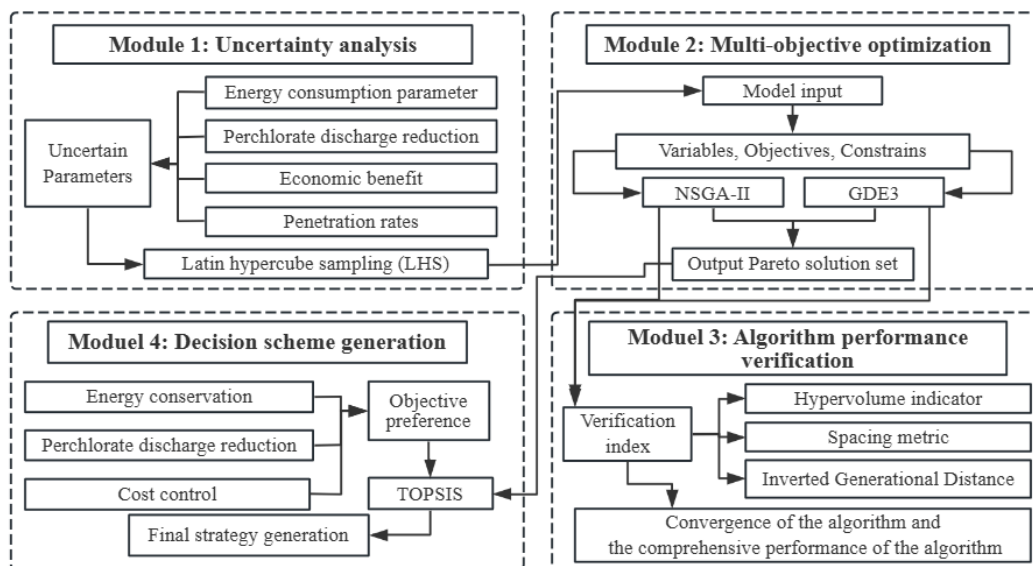 Module 1: Uncertainty analysis
Energy consumption parameter
Perchlorate discharge reduction
Economic benefit
Penetration rates
Uncertain
Parameters
Latin hypercube sampling (LHS)
Module 2: Multi-objective optimization
Model input
Variables, Objectives, Constrains
NSGA-II
GDE3
Output Pareto solution set
Moduel 4: Decision scheme generation
Energy conservation
Perchlorate discharge reduction
Cost control
Objective
preference
TOPSIS
Final strategy generation
Moduel 3: Algorithm performance
verification
Verification
index
Hypervolume indicator
Spacing metric
Inverted Generational Distance
Convergence of the algorithm and
the comprehensive performance of the algorithm